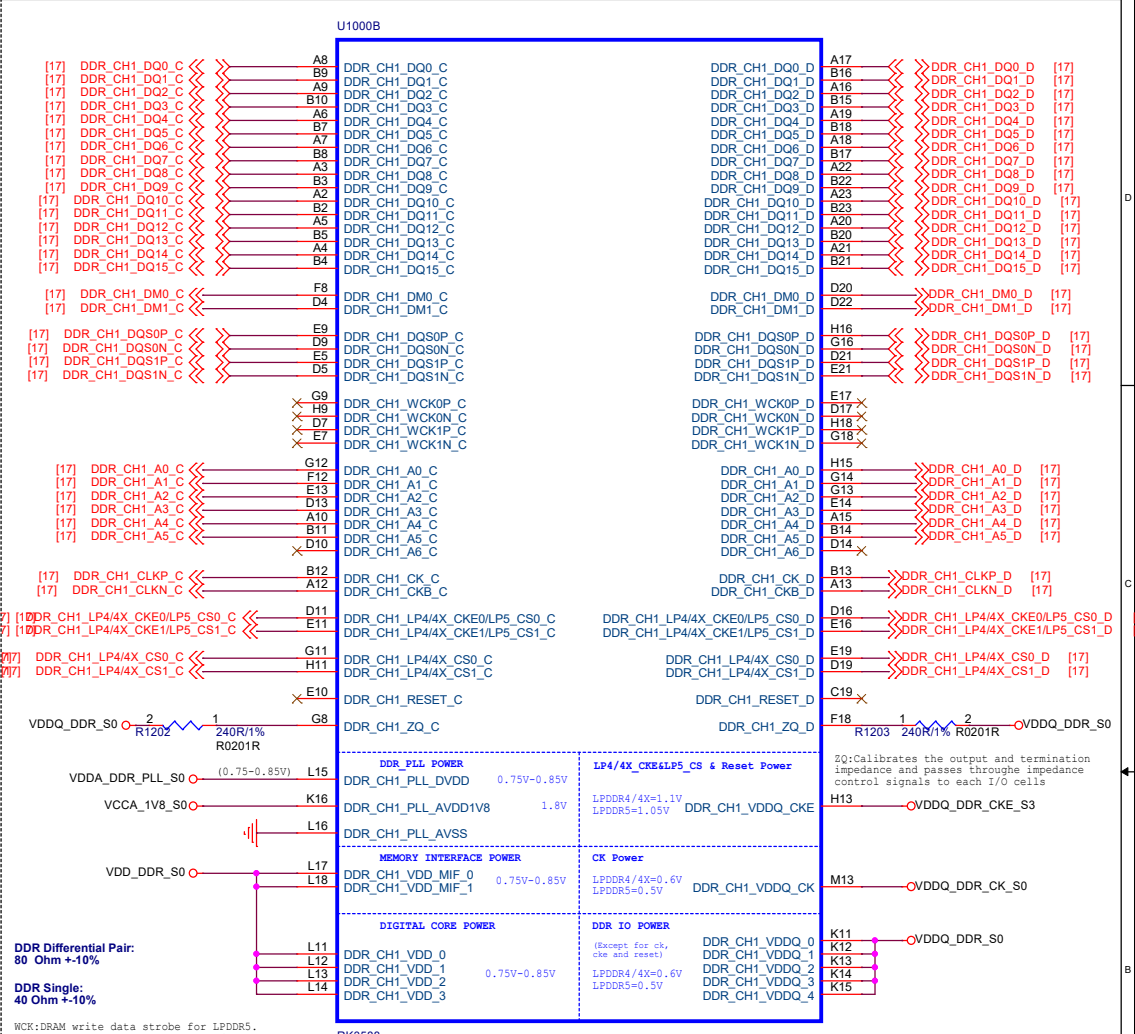 U1000B
[17] DDR_CH1_DQ0_C A8 DDR_CH1_DQ0_C DDR_CH1_DQ0_D A17 DDR_CH1_DQ0_D [17]
[17] DDR_CH1_DQ1_C B9 DDR_CH1_DQ1_C DDR_CH1_DQ1_D B16 DDR_CH1_DQ1_D [17]
[17] DDR_CH1_DQ2_C A9 DDR_CH1_DQ2_C DDR_CH1_DQ2_D A16 DDR_CH1_DQ2_D [17]
[17] DDR_CH1_DQ3_C B10 DDR_CH1_DQ3_C DDR_CH1_DQ3_D B15 DDR_CH1_DQ3_D [17]
[17] DDR_CH1_DQ4_C A6 DDR_CH1_DQ4_C DDR_CH1_DQ4_D A19 DDR_CH1_DQ4_D [17]
[17] DDR_CH1_DQ5_C B7 DDR_CH1_DQ5_C DDR_CH1_DQ5_D B18 DDR_CH1_DQ5_D [17]
[17] DDR_CH1_DQ6_C A7 DDR_CH1_DQ6_C DDR_CH1_DQ6_D A18 DDR_CH1_DQ6_D [17]
[17] DDR_CH1_DQ7_C B8 DDR_CH1_DQ7_C DDR_CH1_DQ7_D B17 DDR_CH1_DQ7_D [17]
[17] DDR_CH1_DQ8_C A3 DDR_CH1_DQ8_C DDR_CH1_DQ8_D A22 DDR_CH1_DQ8_D [17]
[17] DDR_CH1_DQ9_C B3 DDR_CH1_DQ9_C DDR_CH1_DQ9_D B22 DDR_CH1_DQ9_D [17]
[17] DDR_CH1_DQ10_C A2 DDR_CH1_DQ10_C DDR_CH1_DQ10_D A23 DDR_CH1_DQ10_D [17]
[17] DDR_CH1_DQ11_C B2 DDR_CH1_DQ11_C DDR_CH1_DQ11_D B23 DDR_CH1_DQ11_D [17]
[17] DDR_CH1_DQ12_C A5 DDR_CH1_DQ12_C DDR_CH1_DQ12_D A20 DDR_CH1_DQ12_D [17]
[17] DDR_CH1_DQ13_C B5 DDR_CH1_DQ13_C DDR_CH1_DQ13_D B20 DDR_CH1_DQ13_D [17]
[17] DDR_CH1_DQ14_C A4 DDR_CH1_DQ14_C DDR_CH1_DQ14_D A21 DDR_CH1_DQ14_D [17]
[17] DDR_CH1_DQ15_C B4 DDR_CH1_DQ15_C DDR_CH1_DQ15_D B21 DDR_CH1_DQ15_D [17]
D
[17] DDR_CH1_DM0_C F8 DDR_CH1_DM0_C DDR_CH1_DM0_D D20 DDR_CH1_DM0_D [17]
[17] DDR_CH1_DM1_C D4 DDR_CH1_DM1_C DDR_CH1_DM1_D D22 DDR_CH1_DM1_D [17]
[17] DDR_CH1_DQS0P_C E9 DDR_CH1_DQS0P_C DDR_CH1_DQS0P_D H16 DDR_CH1_DQS0P_D [17]
[17] DDR_CH1_DQS0N_C D9 DDR_CH1_DQS0N_C DDR_CH1_DQS0N_D G16 DDR_CH1_DQS0N_D [17]
[17] DDR_CH1_DQS1P_C E5 DDR_CH1_DQS1P_C DDR_CH1_DQS1P_D D21 DDR_CH1_DQS1P_D [17]
[17] DDR_CH1_DQS1N_C D5 DDR_CH1_DQS1N_C DDR_CH1_DQS1N_D E21 DDR_CH1_DQS1N_D [17]
G9 DDR_CH1_WCK0P_C DDR_CH1_WCK0P_D E17
H9 DDR_CH1_WCK0N_C DDR_CH1_WCK0N_D D17
D7 DDR_CH1_WCK1P_C DDR_CH1_WCK1P_D H18
E7 DDR_CH1_WCK1N_C DDR_CH1_WCK1N_D G18
[17] DDR_CH1_A0_C G12 DDR_CH1_A0_C DDR_CH1_A0_D H15 DDR_CH1_A0_D [17]
[17] DDR_CH1_A1_C F12 DDR_CH1_A1_C DDR_CH1_A1_D G14 DDR_CH1_A1_D [17]
[17] DDR_CH1_A2_C E13 DDR_CH1_A2_C DDR_CH1_A2_D G13 DDR_CH1_A2_D [17]
[17] DDR_CH1_A3_C D13 DDR_CH1_A3_C DDR_CH1_A3_D E14 DDR_CH1_A3_D [17]
[17] DDR_CH1_A4_C A10 DDR_CH1_A4_C DDR_CH1_A4_D A15 DDR_CH1_A4_D [17]
[17] DDR_CH1_A5_C B11 DDR_CH1_A5_C DDR_CH1_A5_D B14 DDR_CH1_A5_D [17]
D10 DDR_CH1_A6_C DDR_CH1_A6_D D14
[17] DDR_CH1_CLKP_C B12 DDR_CH1_CK_C DDR_CH1_CK_D B13 DDR_CH1_CLKP_D [17]
[17] DDR_CH1_CLKN_C A12 DDR_CH1_CKB_C DDR_CH1_CKB_D A13 DDR_CH1_CLKN_D [17]
C
DDR_CH1_LP4/4X_CKE0/LP5_CS0_C D11 DDR_CH1_LP4/4X_CKE0/LP5_CS0_C DDR_CH1_LP4/4X_CKE0/LP5_CS0_D D16 DDR_CH1_LP4/4X_CKE0/LP5_CS0_D
DDR_CH1_LP4/4X_CKE1/LP5_CS1_C E11 DDR_CH1_LP4/4X_CKE1/LP5_CS1_C DDR_CH1_LP4/4X_CKE1/LP5_CS1_D E16 DDR_CH1_LP4/4X_CKE1/LP5_CS1_D
DDR_CH1_LP4/4X_CS0_C G11 DDR_CH1_LP4/4X_CS0_C DDR_CH1_LP4/4X_CS0_D E19 DDR_CH1_LP4/4X_CS0_D [17]
DDR_CH1_LP4/4X_CS1_C H11 DDR_CH1_LP4/4X_CS1_C DDR_CH1_LP4/4X_CS1_D D19 DDR_CH1_LP4/4X_CS1_D [17]
E10 DDR_CH1_RESET_C DDR_CH1_RESET_D C19
VDDQ_DDR_S0 2 1 G8 DDR_CH1_ZQ_C DDR_CH1_ZQ_D F18 1 2 VDDQ_DDR_S0
R1202 240R/1% R1203 240R/1% R0201R
R0201R
DDR_PLL POWER LP4/4X_CKE&LP5_CS & Reset Power
ZQ:Calibrates the output and termination
impedance and passes throughe impedance
control signals to each I/O cells
VDDA_DDR_PLL_S0 (0.75-0.85V) L15 DDR_CH1_PLL_DVDD 0.75V-0.85V
VCCA_1V8_S0 K16 DDR_CH1_PLL_AVDD1V8 1.8V
LPDDR4/4X=1.1V
LPDDR5=1.05V
DDR_CH1_VDDQ_CKE H13 VDDQ_DDR_CKE_S3
L16 DDR_CH1_PLL_AVSS
MEMORY INTERFACE POWER CK Power
VDD_DDR_S0 L17 DDR_CH1_VDD_MIF_0
L18 DDR_CH1_VDD_MIF_1 0.75V-0.85V
LPDDR4/4X=0.6V
LPDDR5=0.5V
DDR_CH1_VDDQ_CK M13 VDDQ_DDR_CK_S0
DIGITAL CORE POWER DDR IO POWER
(Except for ck,
cke and reset)
LPDDR4/4X=0.6V
LPDDR5=0.5V
L11 DDR_CH1_VDD_0
L12 DDR_CH1_VDD_1
L13 DDR_CH1_VDD_2 0.75V-0.85V
L14 DDR_CH1_VDD_3
DDR_CH1_VDDQ_0 K11 VDDQ_DDR_S0
DDR_CH1_VDDQ_1 K12
DDR_CH1_VDDQ_2 K13
DDR_CH1_VDDQ_3 K14
DDR_CH1_VDDQ_4 K15
B
DDR Differential Pair:
80 Ohm +-10%
DDR Single:
40 Ohm +-10%
WCK:DRAM write data strobe for LPDDR5.